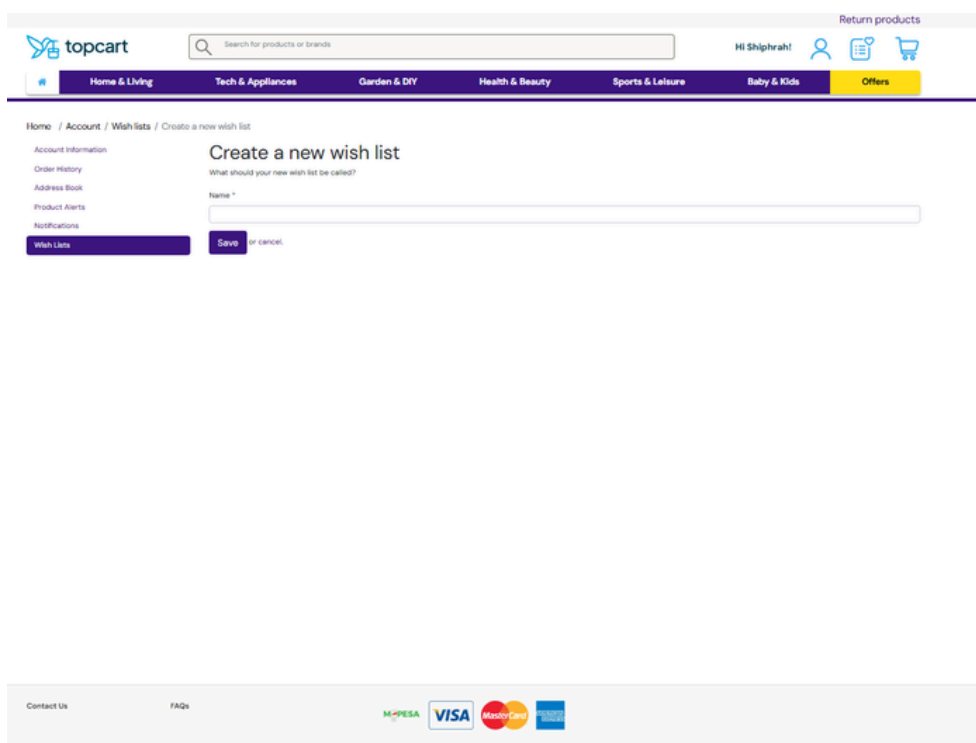 Return products
topcart
Search for products or brands
Hi Shiphrah!
Home & Living Tech & Appliances Garden & DIY Health & Beauty Sports & Leisure Baby & Kids Offers
Home / Account / Wish lists / Create a new wish list
Account Information
Order History
Address Book
Product Alerts
Notifications
Wish Lists
Create a new wish list
What should your new wish list be called?
Name *
Save or cancel.
Contact Us FAQs
M-PESA VISA MasterCard